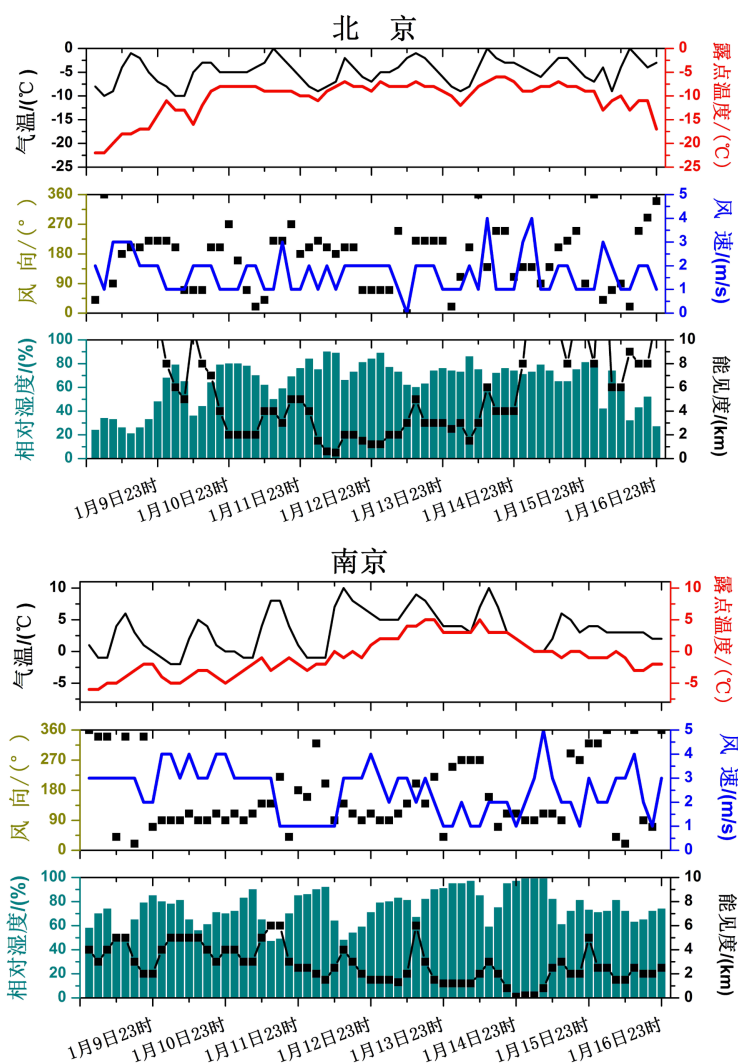 北 京
气温/(℃)
0
-5
-10
-15
-20
-25
0
-5
-10
-15
-20
-25
露点温度/(℃)
风 向/(°)
360
270
180
90
0
5
4
3
2
1
0
风 速/(m/s)
相对湿度/(%)
100
80
60
40
20
0
10
8
6
4
2
0
能见度/(km)
1月9日23时
1月10日23时
1月11日23时
1月12日23时
1月13日23时
1月14日23时
1月15日23时
1月16日23时
南京
气温/(℃)
10
5
0
-5
10
5
0
-5
露点温度/(℃)
风 向/(°)
360
270
180
90
0
5
4
3
2
1
0
风 速/(m/s)
相对湿度/(%)
100
80
60
40
20
0
10
8
6
4
2
0
能见度/(km)
1月9日23时
1月10日23时
1月11日23时
1月12日23时
1月13日23时
1月14日23时
1月15日23时
1月16日23时